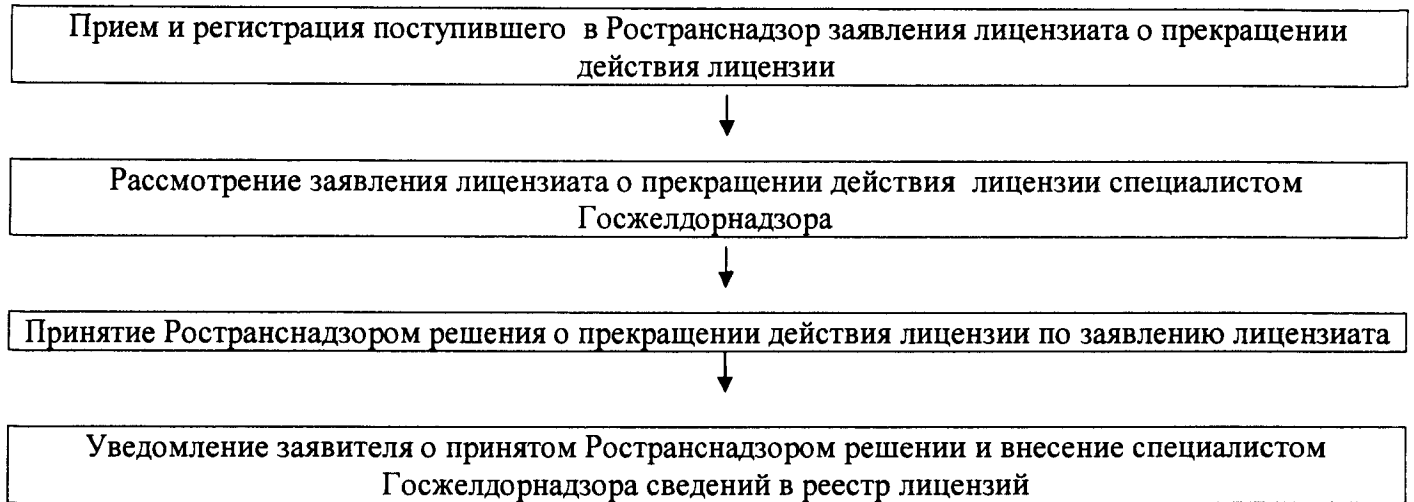 Прием и регистрация поступившего в Ространснадзор заявления лицензиата о прекращении
действия лицензии
Рассмотрение заявления лицензиата о прекращении действия лицензии специалистом
Госжелдорнадзора
Принятие Ространснадзором решения о прекращении действия лицензии по заявлению лицензиата
Уведомление заявителя о принятом Ространснадзором решении и внесение специалистом
Госжелдорнадзора сведений в реестр лицензий